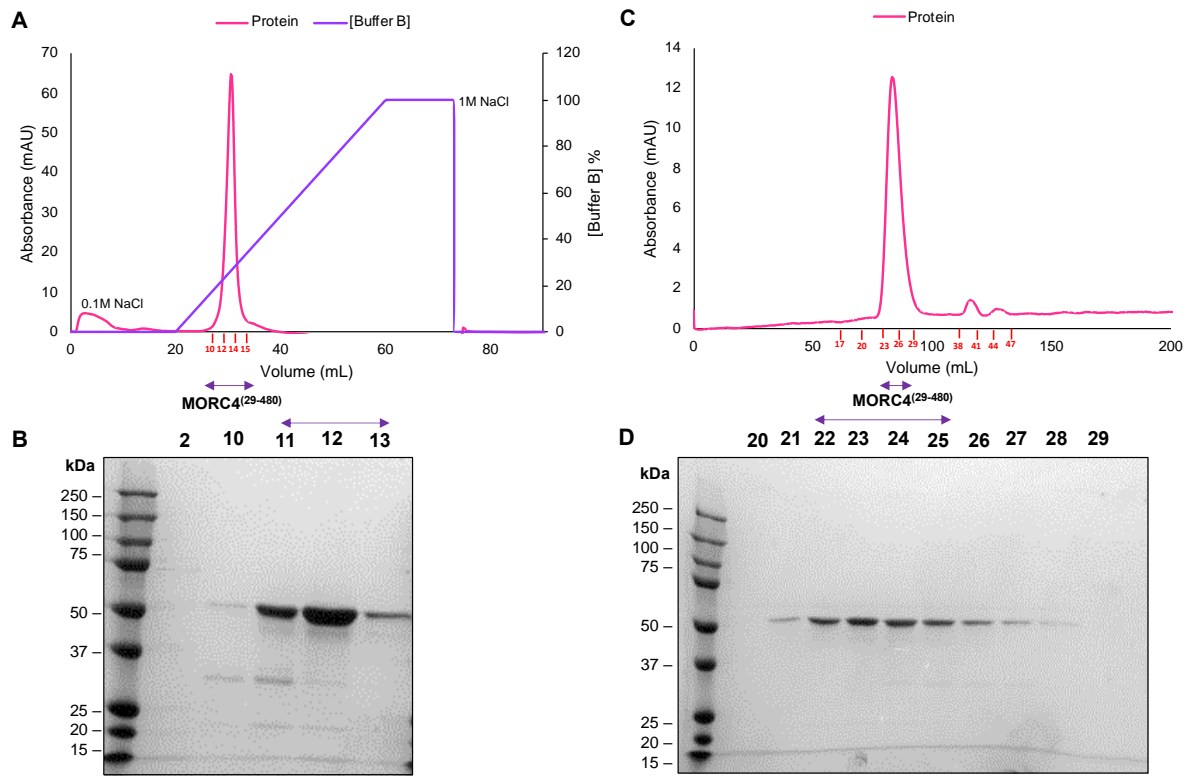 A
Protein
[Buffer B]
Absorbance (mAU)
70
60
50
40
30
20
10
0
120
100
80
60
40
20
0
[Buffer B] %
0.1M NaCl
1M NaCl
0 20 40 60 80
10 12 14 15
Volume (mL)
MORC4(29-480)
B
2 10 11 12 13
kDa
250 –
150 –
100 –
75 –
50 –
37 –
25 –
20 –
15 –
C
Protein
Absorbance (mAU)
14
12
10
8
6
4
2
0
0 50 100 150 200
17 20 23 26 29 38 41 44 47
Volume (mL)
MORC4(29-480)
D
20 21 22 23 24 25 26 27 28 29
kDa
250 –
150 –
100 –
75 –
50 –
37 –
25 –
20 –
15 –